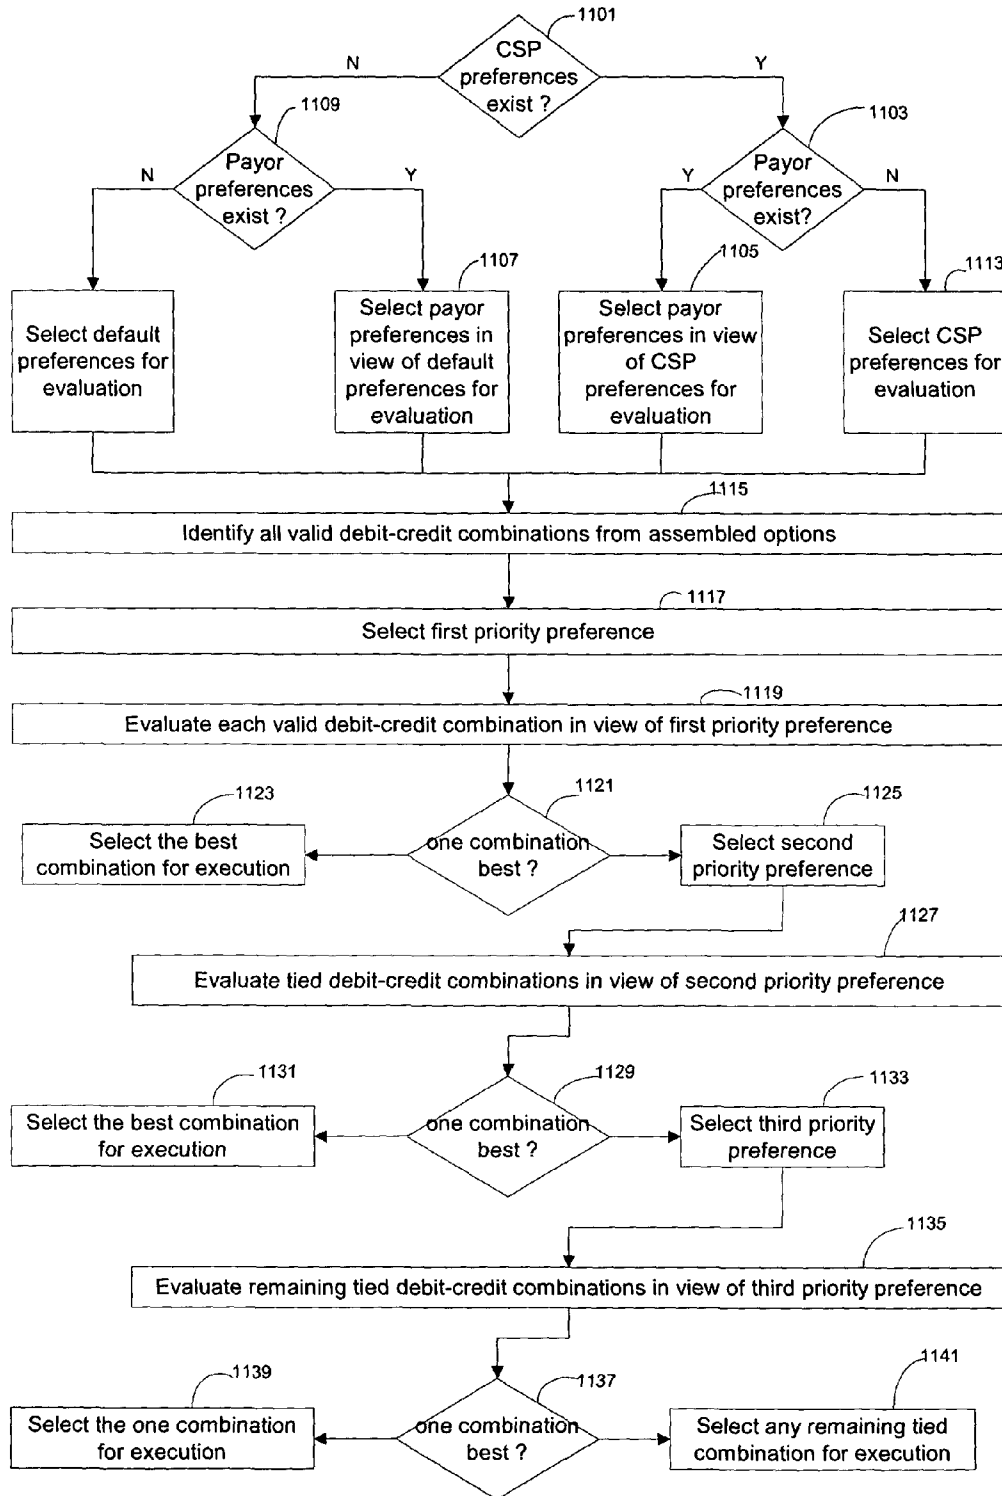 1101
CSP
preferences
exist ?
N
Y
1109
1103
Payor
preferences
exist ?
N
Y
Payor
preferences
exist?
Y
N
1107
1105
1113
Select default
preferences for
evaluation
Select payor
preferences in
view of default
preferences for
evaluation
Select payor
preferences in view
of CSP
preferences for
evaluation
Select CSP
preferences for
evaluation
1115
Identify all valid debit-credit combinations from assembled options
1117
Select first priority preference
1119
Evaluate each valid debit-credit combination in view of first priority preference
1123
1121
1125
Select the best
combination for execution
one combination
best ?
Select second
priority preference
1127
Evaluate tied debit-credit combinations in view of second priority preference
1131
1129
1133
Select the best combination
for execution
one combination
best ?
Select third priority
preference
1135
Evaluate remaining tied debit-credit combinations in view of third priority preference
1139
1137
1141
Select the one combination
for execution
one combination
best ?
Select any remaining tied
combination for execution